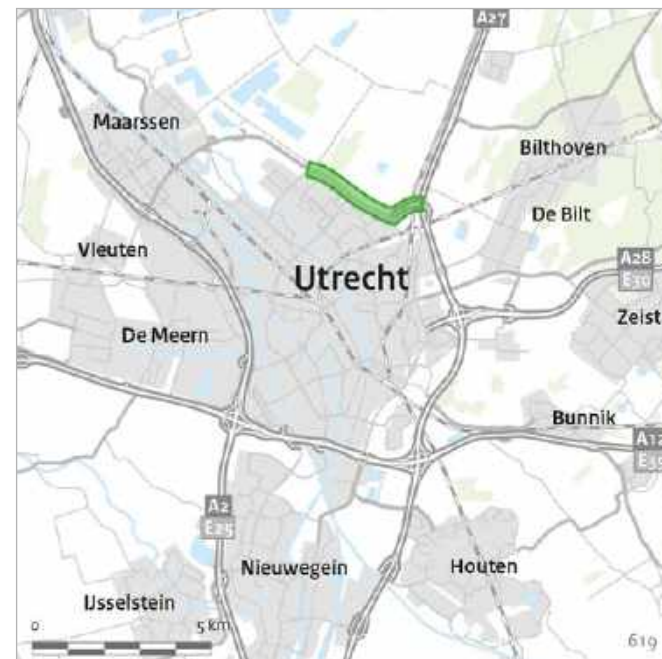 A27
Maarssen
Bilthoven
De Bilt
Vleuten
A28
E30
Utrecht
Zeist
De Meern
Bunnik
A12
A2
E25
Nieuwegein
Houten
IJsselstein
0 5 km
619